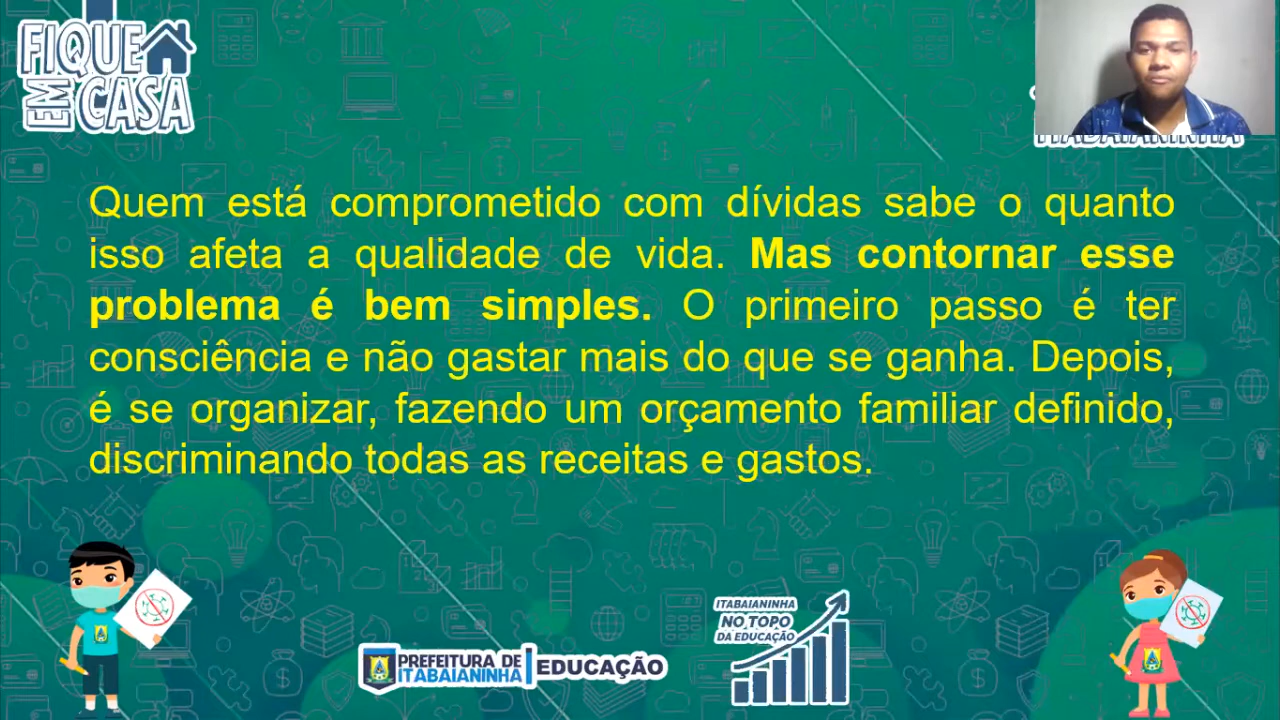 FIQUE
EM CASA
Quem está comprometido com dívidas sabe o quanto
isso afeta a qualidade de vida. Mas contornar esse
problema é bem simples. O primeiro passo é ter
consciência e não gastar mais do que se ganha. Depois,
é se organizar, fazendo um orçamento familiar definido,
discriminando todas as receitas e gastos.
PREFEITURA DE
ITABAIANINHA
EDUCAÇÃO
ITABAIANINHA
NO TOPO
DA EDUCAÇÃO